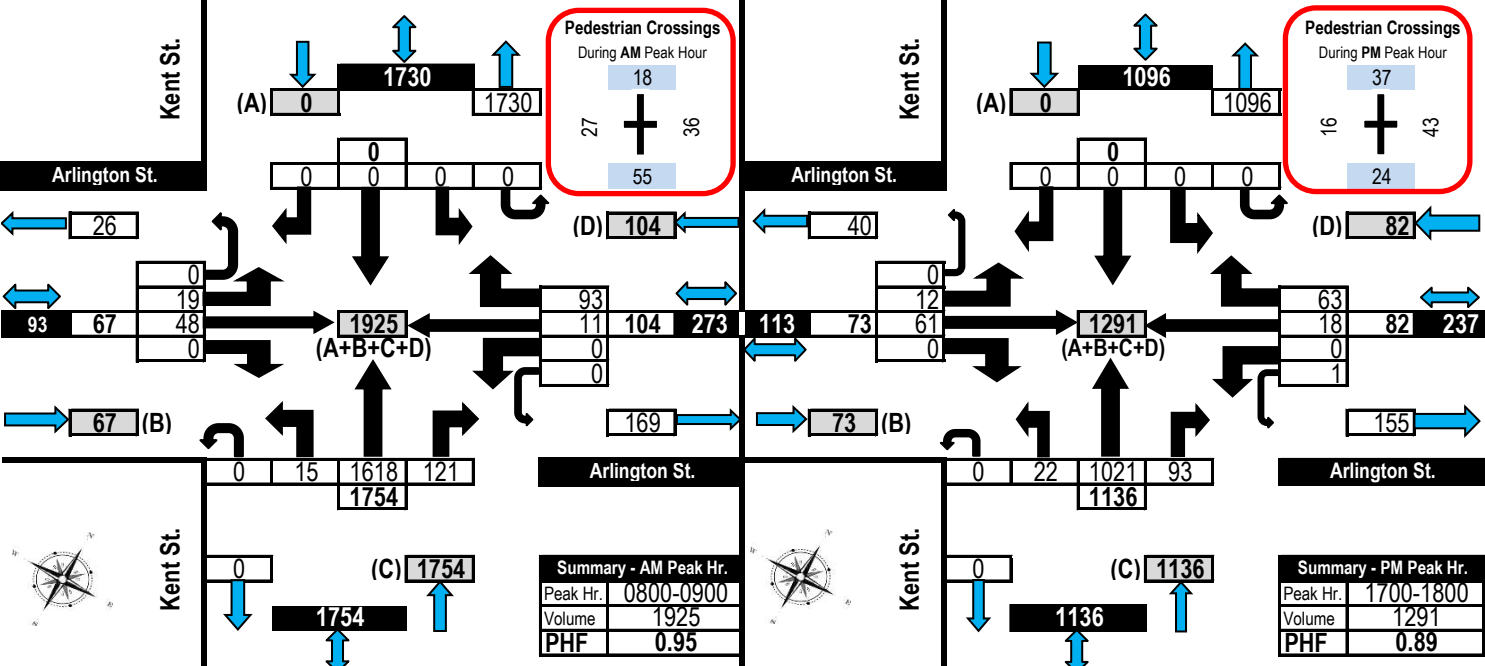 Kent St.
(A)
0
1730
1730
Pedestrian Crossings
During AM Peak Hour
18
27
36
55
0
0
0
0
0
Arlington St.
26
(D)
104
0
19
93
67
48
0
1925
(A+B+C+D)
93
11
104
273
0
0
67
(B)
169
0
15
1618
121
1754
Arlington St.
Kent St.
0
(C)
1754
1754
Summary - AM Peak Hr.
Peak Hr. 0800-0900
Volume 1925
PHF 0.95
N
E
S
W
Kent St.
(A)
0
1096
1096
Pedestrian Crossings
During PM Peak Hour
37
16
43
24
0
0
0
0
0
Arlington St.
40
(D)
82
0
12
113
73
61
0
1291
(A+B+C+D)
63
18
82
237
0
1
73
(B)
155
0
22
1021
93
1136
Arlington St.
Kent St.
0
(C)
1136
1136
Summary - PM Peak Hr.
Peak Hr. 1700-1800
Volume 1291
PHF 0.89
N
E
S
W